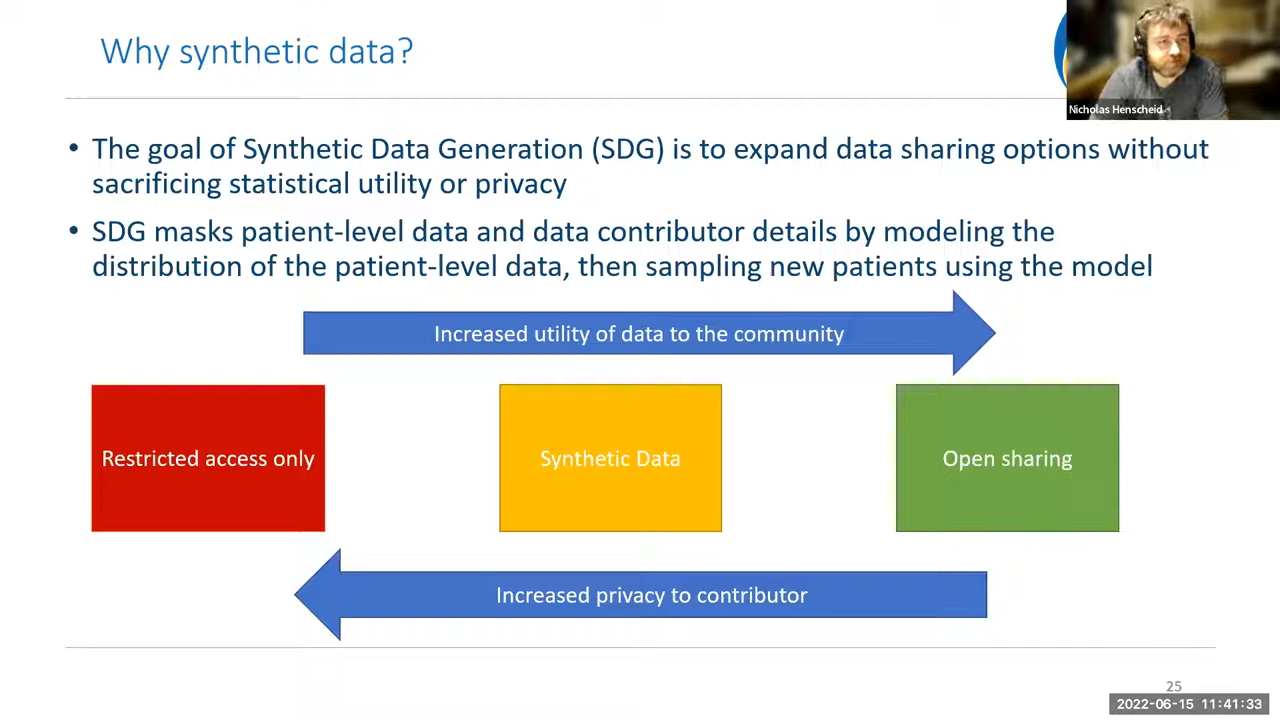 Why synthetic data?
Nicholas Henscheid
• The goal of Synthetic Data Generation (SDG) is to expand data sharing options without
sacrificing statistical utility or privacy
• SDG masks patient-level data and data contributor details by modeling the
distribution of the patient-level data, then sampling new patients using the model
Increased utility of data to the community
Restricted access only
Synthetic Data
Open sharing
Increased privacy to contributor
25
2022-06-15 11:41:33